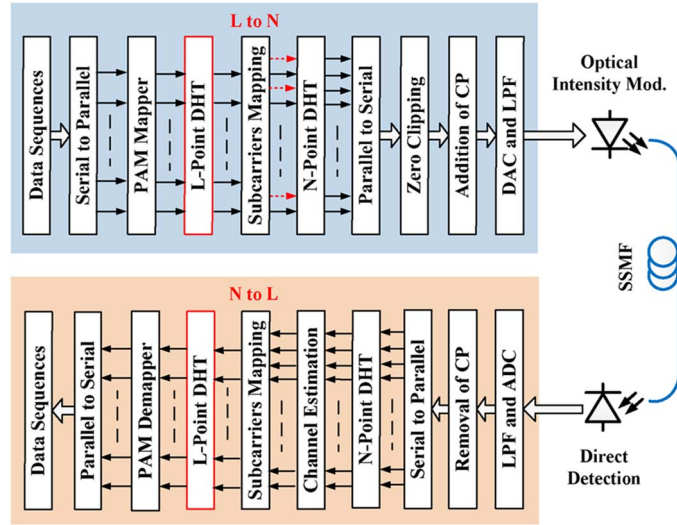 L to N
Data Sequences
Serial to Parallel
PAM Mapper
L-Point DHT
Subcarriers Mapping
N-Point DHT
Parallel to Serial
Zero Clipping
Addition of CP
DAC and LPF
Optical
Intensity Mod.
SSMF
N to L
Data Sequences
Parallel to Serial
PAM Demapper
L-Point DHT
Subcarriers Mapping
Channel Estimation
N-Point DHT
Serial to Parallel
Removal of CP
LPF and ADC
Direct
Detection